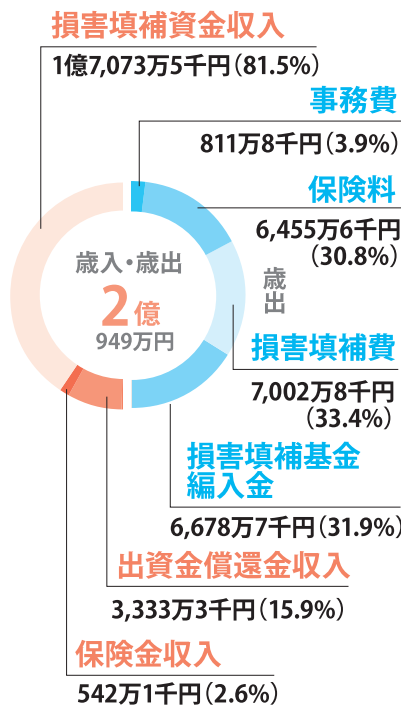 損害填補資金収入
1億7,073万5千円（81.5%）
事務費
811万8千円（3.9%）
保険料
6,455万6千円
（30.8%）
歳入・歳出
2億
949万円
歳出
損害填補費
7,002万8千円
（33.4%）
損害填補基金
編入金
6,678万7千円（31.9%）
出資金償還金収入
3,333万3千円（15.9%）
保険金収入
542万1千円（2.6%）